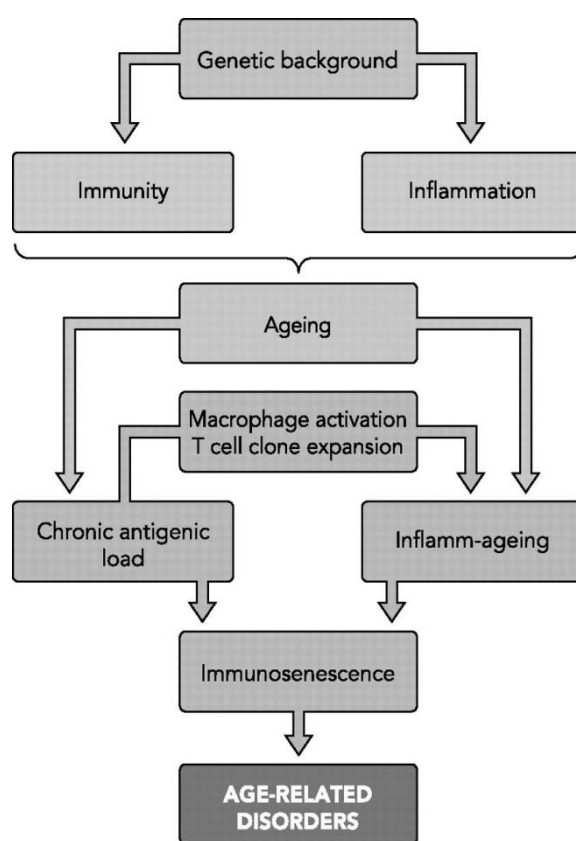 Genetic background
Immunity
Inflammation
Ageing
Macrophage activation
T cell clone expansion
Chronic antigenic
load
Inflamm-ageing
Immunosenescence
AGE-RELATED
DISORDERS